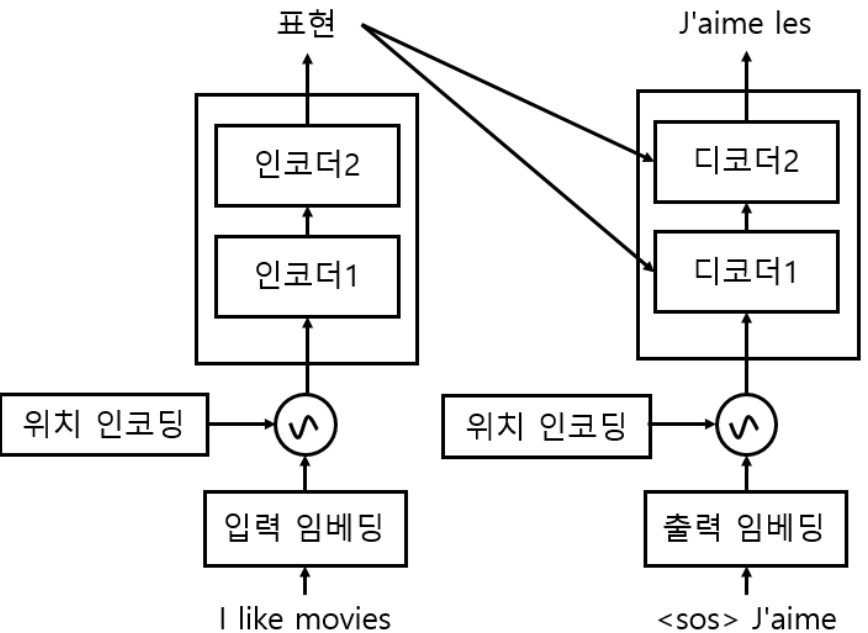 표현
인코더2
인코더1
위치 인코딩
입력 임베딩
I like movies
J'aime les
디코더2
디코더1
위치 인코딩
출력 임베딩
<sos> J'aime